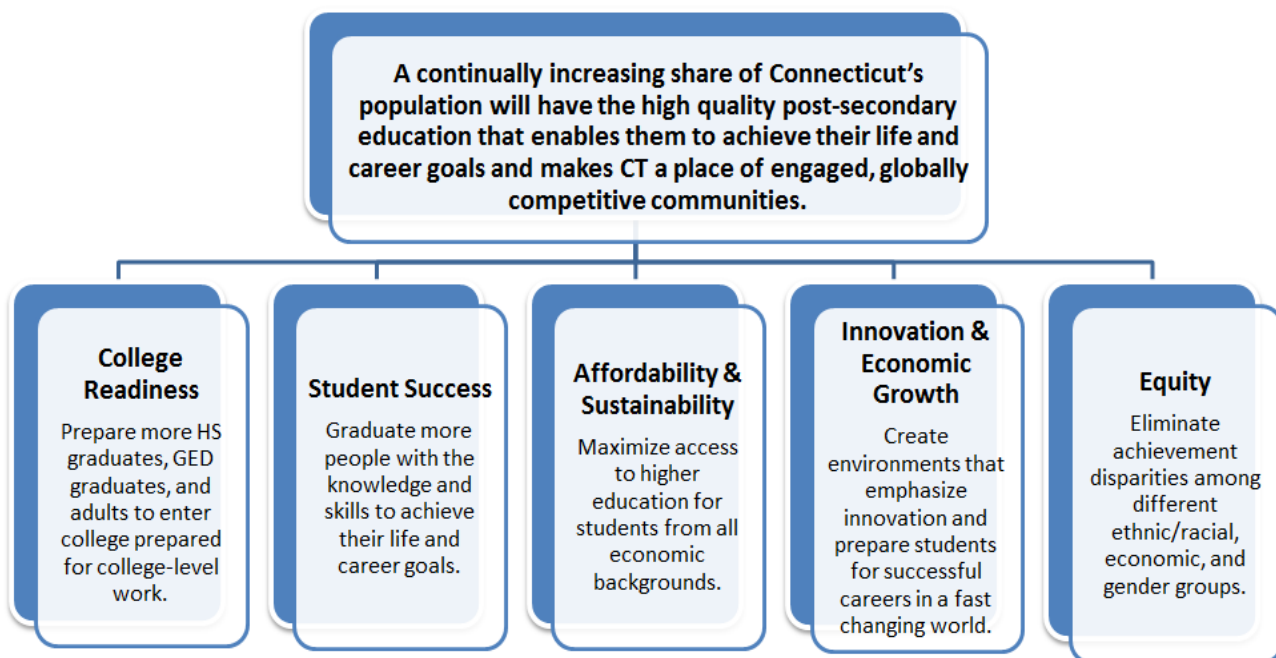 A continually increasing share of Connecticut's
population will have the high quality post-secondary
education that enables them to achieve their life and
career goals and makes CT a place of engaged, globally
competitive communities.
College
Readiness
Prepare more HS
graduates, GED
graduates, and
adults to enter
college prepared
for college-level
work.
Student Success
Graduate more
people with the
knowledge and
skills to achieve
their life and
career goals.
Affordability &
Sustainability
Maximize access
to higher
education for
students from all
economic
backgrounds.
Innovation &
Economic
Growth
Create
environments that
emphasize
innovation and
prepare students
for successful
careers in a fast
changing world.
Equity
Eliminate
achievement
disparities among
different
ethnic/racial,
economic, and
gender groups.